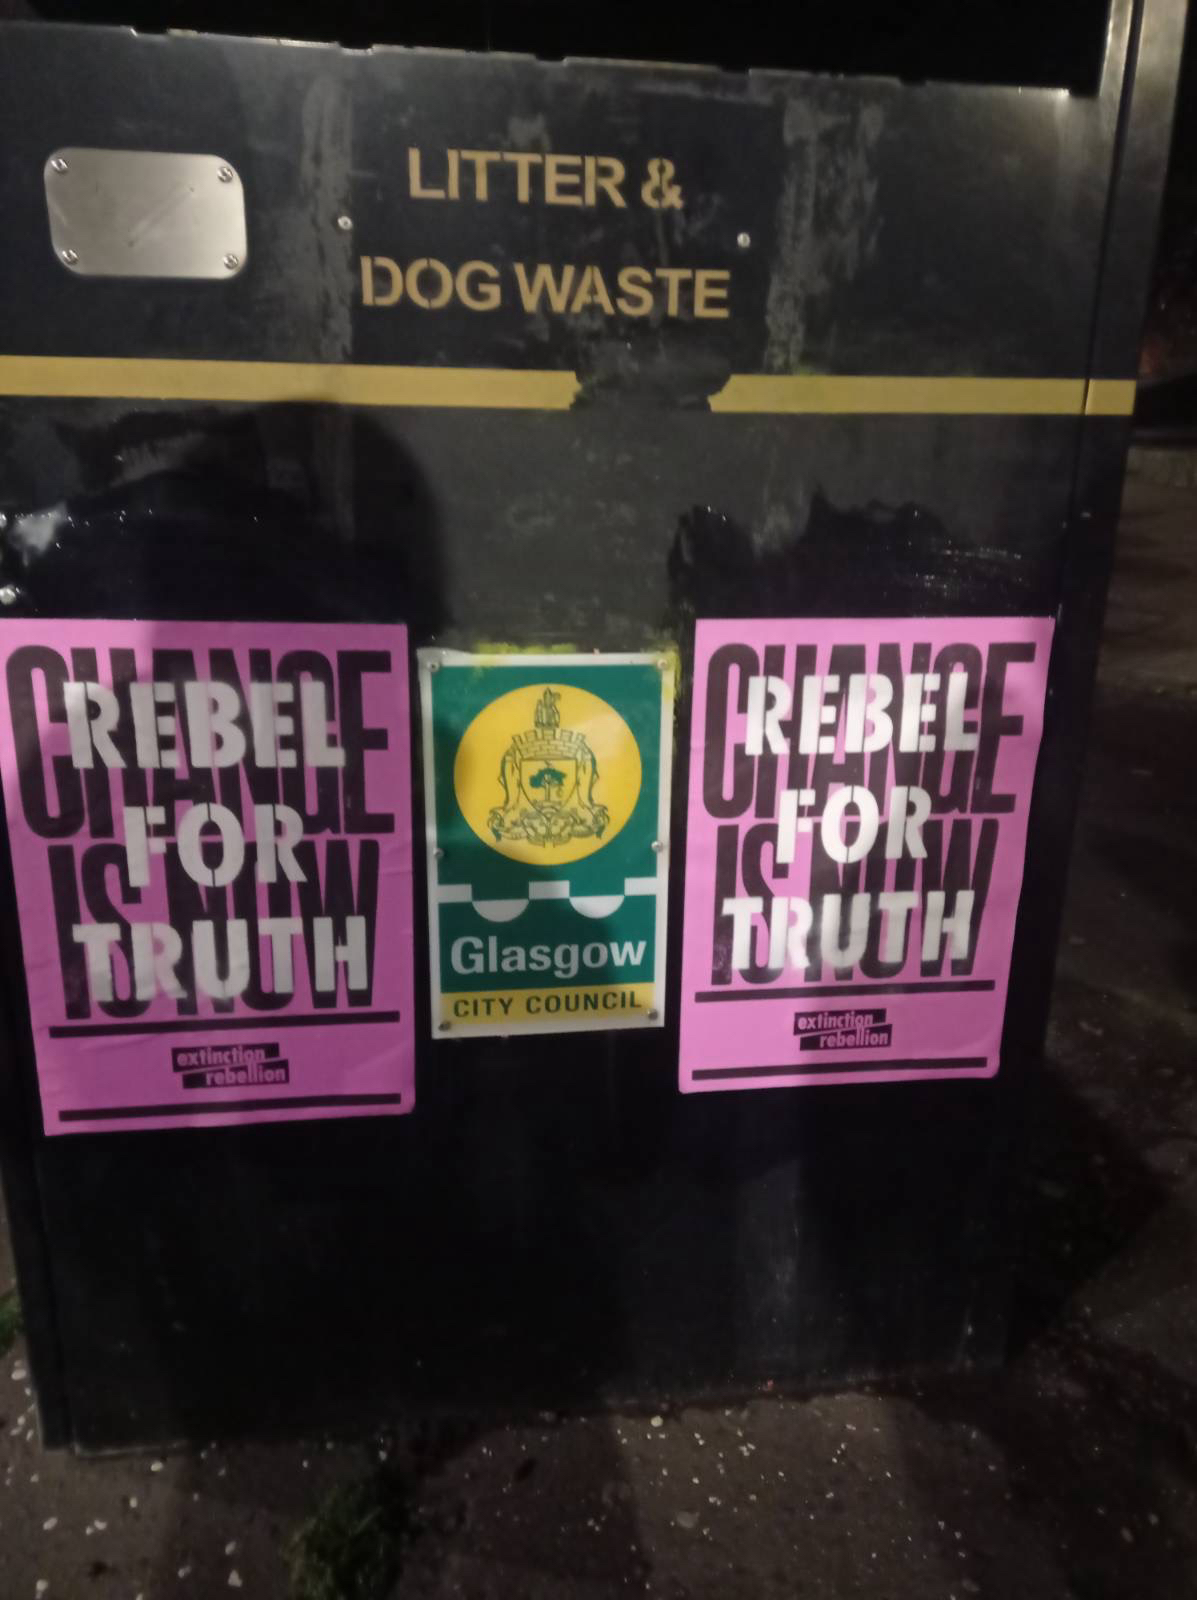 LITTER &
DOG WASTE
CHANGE
IS NOW
REBEL
FOR
TRUTH
extinction
rebellion
Glasgow
CITY COUNCIL
CHANGE
IS NOW
REBEL
FOR
TRUTH
extinction
rebellion